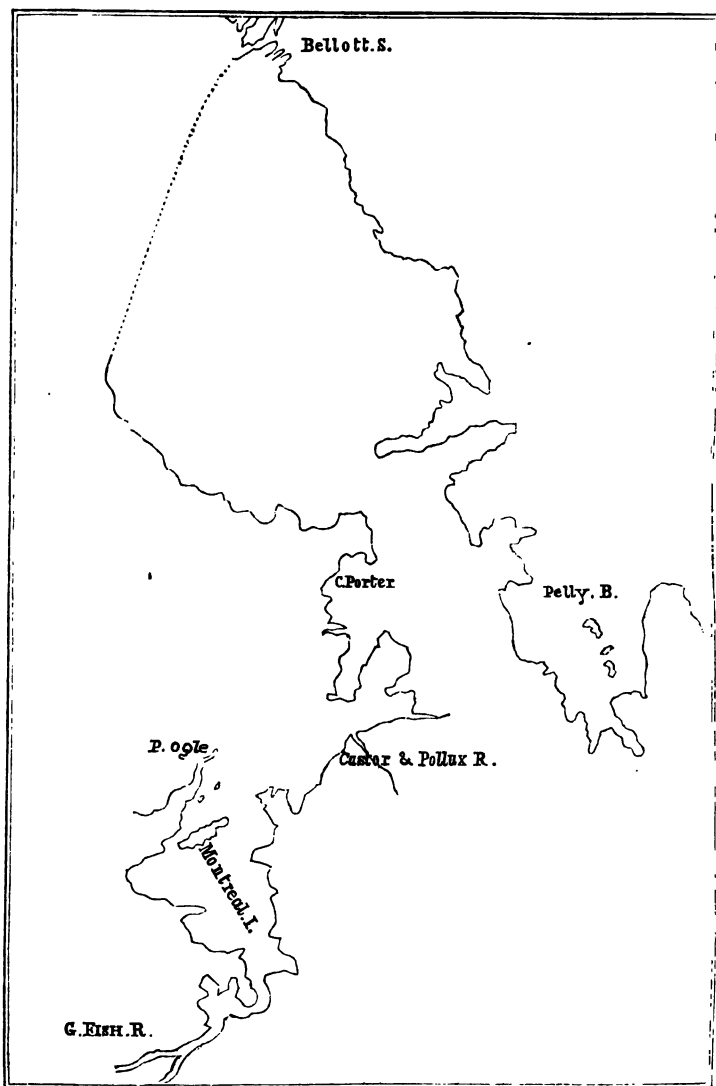 Bellott.S.
C.Porter
Pelly. B.
P. ogle
Castor & Pollux R.
Montreal.I.
G.FISH.R.